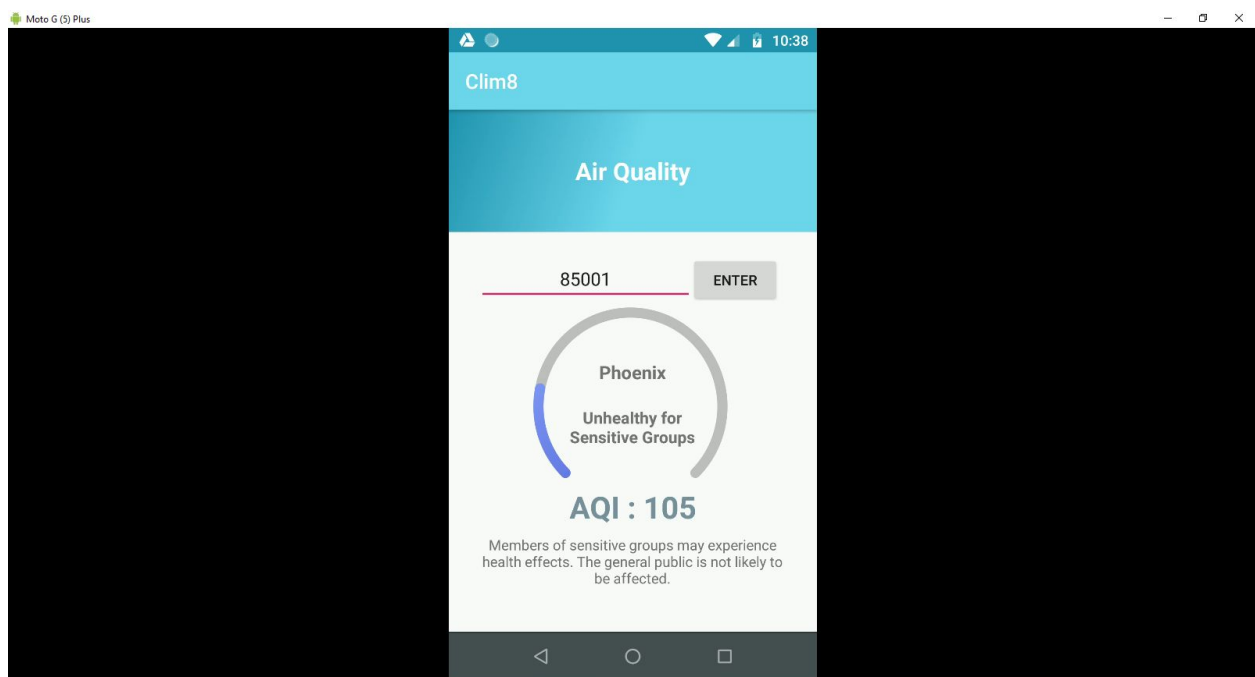 Moto G (5) Plus
10:38
Clim8
Air Quality
85001
ENTER
Phoenix
Unhealthy for
Sensitive Groups
AQI : 105
Members of sensitive groups may experience
health effects. The general public is not likely to
be affected.